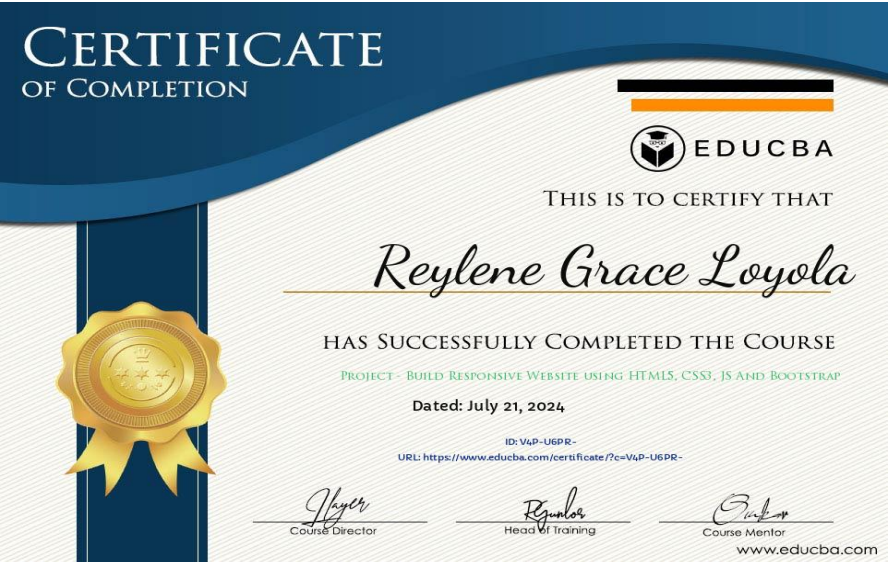 CERTIFICATE
OF COMPLETION
EDUCBA
THIS IS TO CERTIFY THAT
Reylene Grace Loyola
HAS SUCCESSFULLY COMPLETED THE COURSE
PROJECT - BUILD RESPONSIVE WEBSITE USING HTML5, CSS3, JS AND BOOTSTRAP
Dated: July 21, 2024
ID: V4P-U6PR-
URL: https://www.educba.com/certificate/?c=V4P-U6PR-
Course Director
Head of Training
Course Mentor
www.educba.com